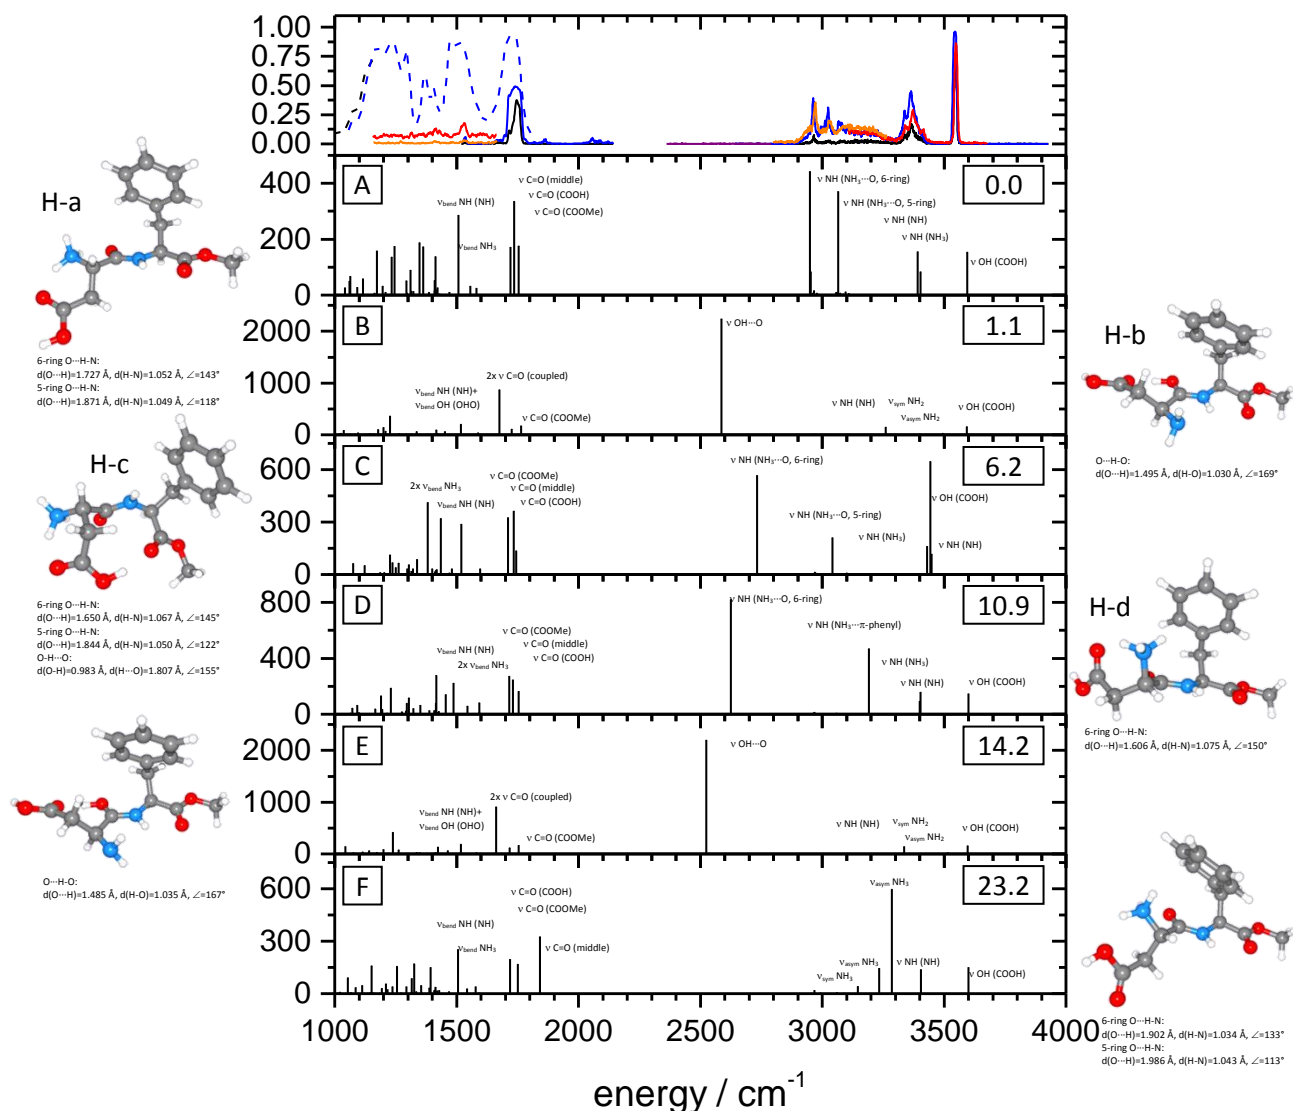 1.00
0.75
0.50
0.25
0.00
A
0.0
400
200
0
ν C=O (middle)
ν C=O (COOH)
ν C=O (COOMe)
νbend NH (NH)
νbend NH3
ν NH (NH3···O, 6-ring)
ν NH (NH3···O, 5-ring)
ν NH (NH)
ν NH (NH3)
ν OH (COOH)
H-a
6-ring O···H-N:
d(O···H)=1.727 Å, d(H-N)=1.052 Å, ∠=143°
5-ring O···H-N:
d(O···H)=1.871 Å, d(H-N)=1.049 Å, ∠=118°
B
1.1
2000
1000
0
ν OH···O
2x ν C=O (coupled)
νbend NH (NH)+
νbend OH (OHO)
ν C=O (COOMe)
ν NH (NH)
νsym NH2
νasym NH2
ν OH (COOH)
H-b
O···H-O:
d(O···H)=1.495 Å, d(H-O)=1.030 Å, ∠=169°
C
6.2
600
300
0
ν C=O (COOMe)
ν C=O (middle)
ν C=O (COOH)
2x νbend NH3
νbend NH (NH)
ν NH (NH3···O, 6-ring)
ν NH (NH3···O, 5-ring)
ν NH (NH3)
ν OH (COOH)
ν NH (NH)
H-c
6-ring O···H-N:
d(O···H)=1.650 Å, d(H-N)=1.067 Å, ∠=145°
5-ring O···H-N:
d(O···H)=1.844 Å, d(H-N)=1.050 Å, ∠=122°
O-H···O:
d(O-H)=0.983 Å, d(H···O)=1.807 Å, ∠=155°
D
10.9
800
400
0
ν NH (NH3···O, 6-ring)
ν NH (NH3···π-phenyl)
ν C=O (COOMe)
ν C=O (middle)
ν C=O (COOH)
νbend NH (NH)
2x νbend NH3
ν NH (NH3)
ν NH (NH)
ν OH (COOH)
H-d
6-ring O···H-N:
d(O···H)=1.606 Å, d(H-N)=1.075 Å, ∠=150°
E
14.2
2000
1000
0
ν OH···O
2x ν C=O (coupled)
νbend NH (NH)+
νbend OH (OHO)
ν C=O (COOMe)
ν NH (NH)
νsym NH2
νasym NH2
ν OH (COOH)
O···H-O:
d(O···H)=1.485 Å, d(H-O)=1.035 Å, ∠=167°
F
23.2
600
300
0
ν C=O (COOH)
ν C=O (COOMe)
νbend NH (NH)
νbend NH3
ν C=O (middle)
νasym NH3
νasym NH3
νsym NH3
ν NH (NH)
ν OH (COOH)
6-ring O···H-N:
d(O···H)=1.902 Å, d(H-N)=1.034 Å, ∠=133°
5-ring O···H-N:
d(O···H)=1.986 Å, d(H-N)=1.043 Å, ∠=113°
1000 1500 2000 2500 3000 3500 4000
energy / cm-1